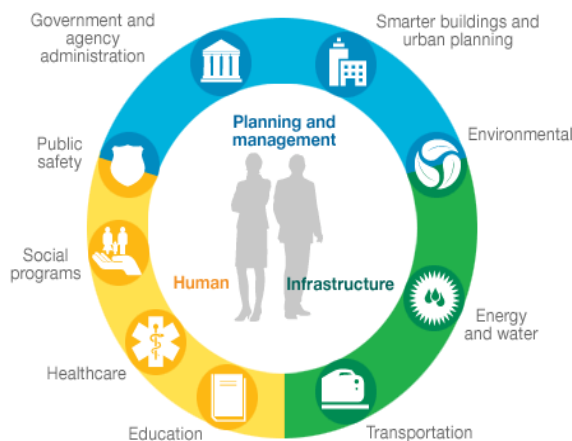 Government and
agency
administration
Smarter buildings and
urban planning
Planning and
management
Public
safety
Environmental
Social
programs
Human
Infrastructure
Energy
and water
Healthcare
Education
Transportation